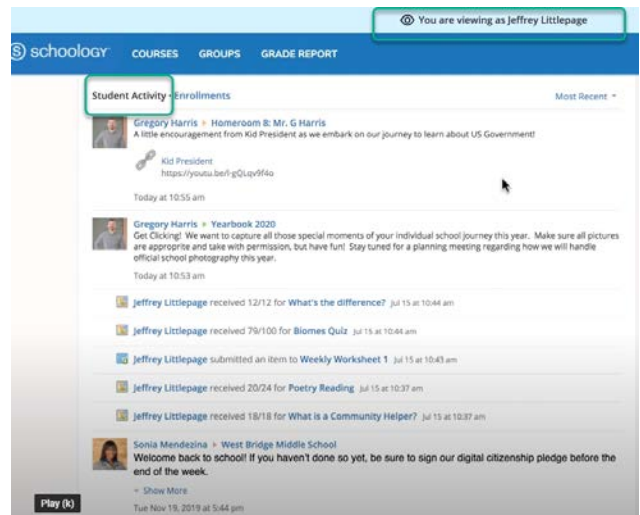 You are viewing as Jeffrey Littlepage
schoology COURSES GROUPS GRADE REPORT
Student Activity · Enrollments Most Recent
Gregory Harris ▸ Homeroom 8: Mr. G Harris
A little encouragement from Kid President as we embark on our journey to learn about US Government!
Kid President
https://youtu.be/l-gQLqv9f4o
Today at 10:55 am
Gregory Harris ▸ Yearbook 2020
Get Clicking! We want to capture all those special moments of your individual school journey this year. Make sure all pictures
are approprite and take with permission, but have fun! Stay tuned for a planning meeting regarding how we will handle
official school photography this year.
Today at 10:53 am
Jeffrey Littlepage received 12/12 for What's the difference? Jul 15 at 10:44 am
Jeffrey Littlepage received 79/100 for Biomes Quiz Jul 15 at 10:44 am
Jeffrey Littlepage submitted an item to Weekly Worksheet 1 Jul 15 at 10:43 am
Jeffrey Littlepage received 20/24 for Poetry Reading Jul 15 at 10:37 am
Jeffrey Littlepage received 18/18 for What is a Community Helper? Jul 15 at 10:37 am
Sonia Mendezina ▸ West Bridge Middle School
Welcome back to school! If you haven't done so yet, be sure to sign our digital citizenship pledge before the
end of the week.
+ Show More
Play (k)
Tue Nov 19, 2019 at 5:44 pm